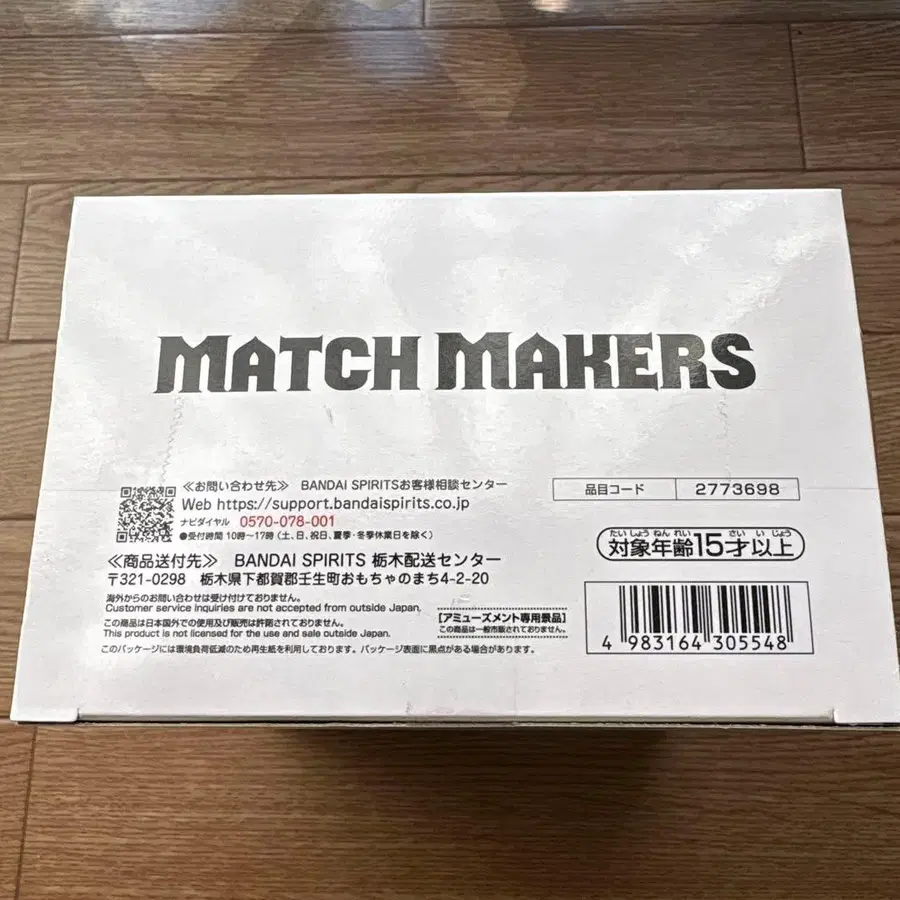 MATCH MAKERS
≪お問い合わせ先≫ BANDAI SPIRITSお客様相談センター
Web https://support.bandaispirits.co.jp
ナビダイヤル 0570-078-001
●受付時間 10時～17時(土、日、祝日、夏季・冬季休業日を除く)
≪商品送付先≫ BANDAI SPIRITS 栃木配送センター
〒321-0298 栃木県下都賀郡壬生町おもちゃのまち4-2-20
海外からのお問い合わせは受け付けておりません。
Customer service inquiries are not accepted from outside Japan.
この商品は日本国外での使用及び販売は許諾されておりません。
This product is not licensed for the use and sale outside Japan.
このパッケージには環境負荷低減のため再生紙を利用しております。パッケージ表面に黒点がある場合があります。
【アミューズメント専用景品】
この商品は一般市販されておりません。
品目コード 2773698
たいしょうねんれい さい いじょう
対象年齢15才以上
4 983164 305548